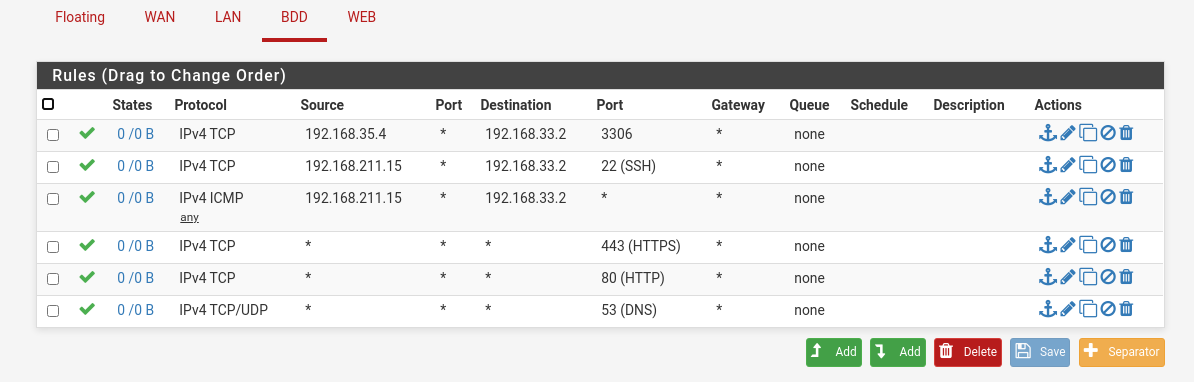 Floating WAN LAN BDD WEB
Rules (Drag to Change Order)
States Protocol Source Port Destination Port Gateway Queue Schedule Description Actions
0 /0 B IPv4 TCP 192.168.35.4 * 192.168.33.2 3306 * none
0 /0 B IPv4 TCP 192.168.211.15 * 192.168.33.2 22 (SSH) * none
0 /0 B IPv4 ICMP 192.168.211.15 * 192.168.33.2 * * none
any
0 /0 B IPv4 TCP * * * 443 (HTTPS) * none
0 /0 B IPv4 TCP * * * 80 (HTTP) * none
0 /0 B IPv4 TCP/UDP * * * 53 (DNS) * none
Add Add Delete Save Separator